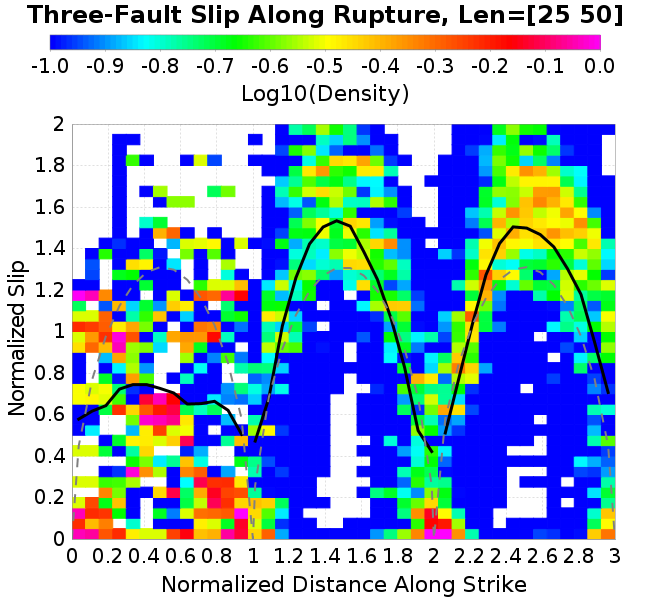 Three-Fault Slip Along Rupture, Len=[25 50]
-1.0 -0.9 -0.8 -0.7 -0.6 -0.5 -0.4 -0.3 -0.2 -0.1 0.0
Log10(Density)
2
1.8
1.6
1.4
1.2
1
0.8
0.6
0.4
0.2
0
Normalized Slip
0 0.2 0.4 0.6 0.8 1 1.2 1.4 1.6 1.8 2 2.2 2.4 2.6 2.8 3
Normalized Distance Along Strike